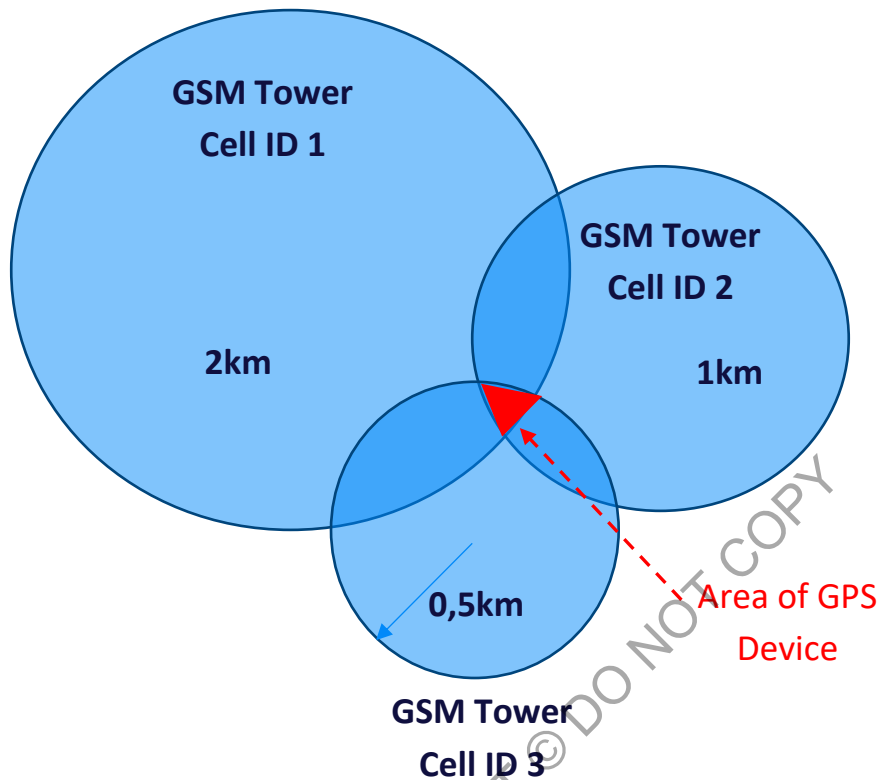 GSM Tower
Cell ID 1
GSM Tower
Cell ID 2
2km
1km
0,5km
Area of GPS
Device
GSM Tower
Cell ID 3
© DO NOT COPY